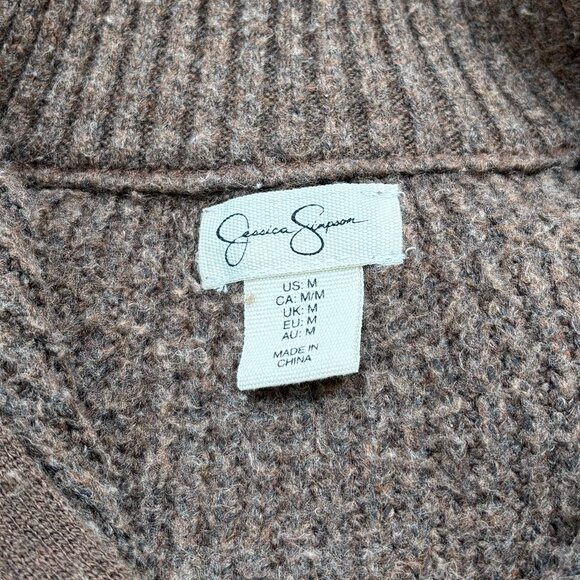 Jessica Simpson
US: M
CA: M/M
UK: M
EU: M
AU: M
MADE IN
CHINA